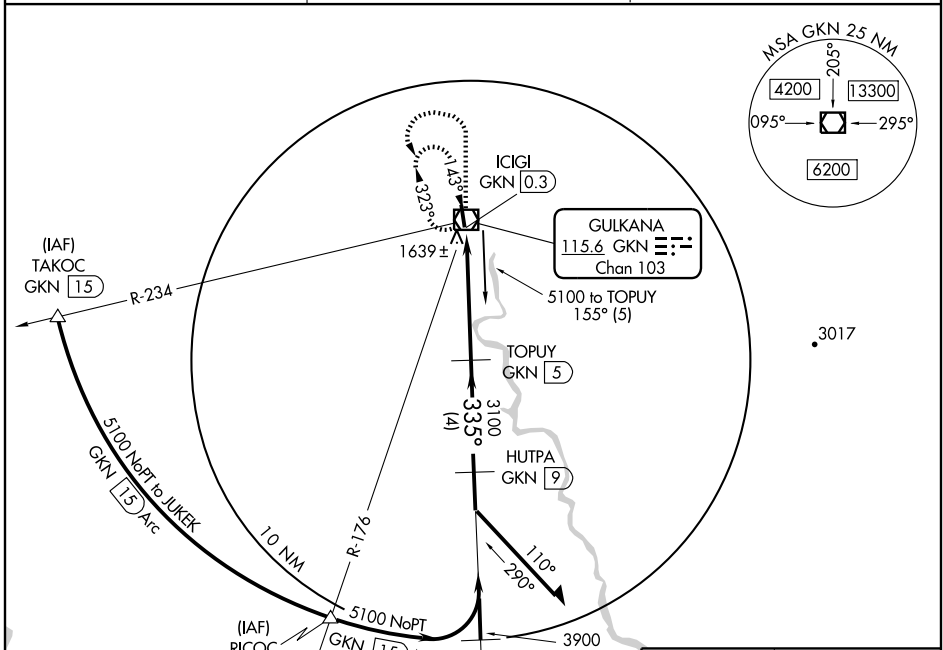 MSA GKN 25 NM
205°
4200
13300
095°
295°
6200
ICIGI
GKN 0.3
143°
323°
1639±
GULKANA
115.6 GKN
Chan 103
(IAF)
TAKOC
GKN 15
R-234
5100 to TOPUY
155° (5)
3017
TOPUY
GKN 5
3100
335°
(4)
HUTPA
GKN 9
5100 NoPT to JUKEK
GKN 15 Arc
R-176
10 NM
110°
290°
5100 NoPT
(IAF)
RICOC
GKN 15
3900